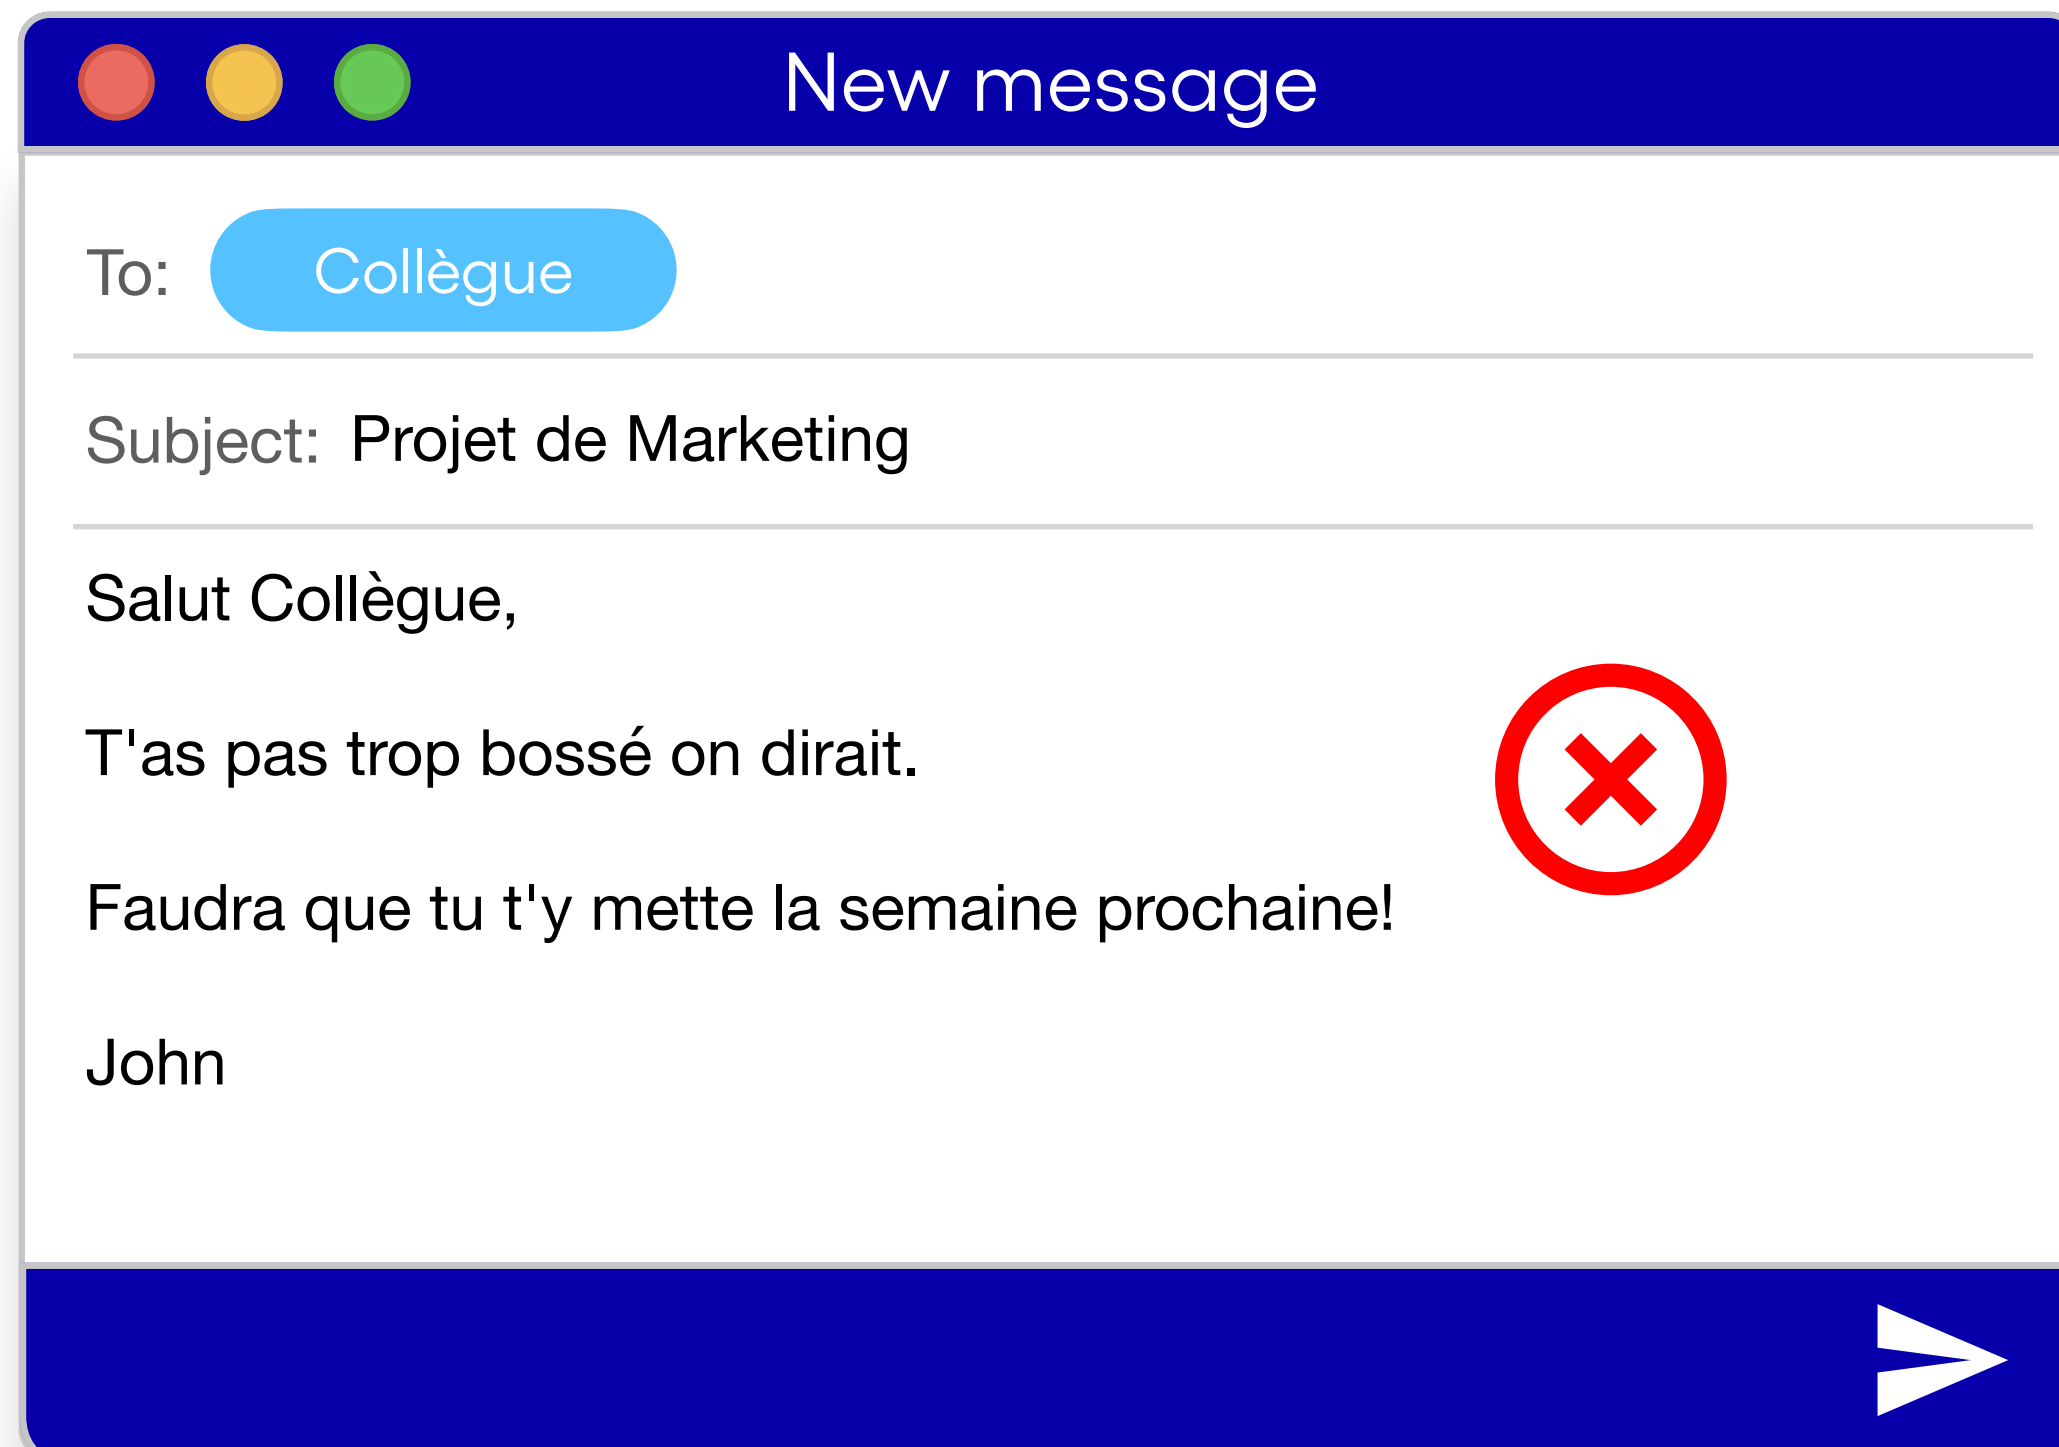 New message
To: Collègue
Subject: Projet de Marketing
Salut Collègue,
T'as pas trop bossé on dirait.
Faudra que tu t'y mette la semaine prochaine!
John